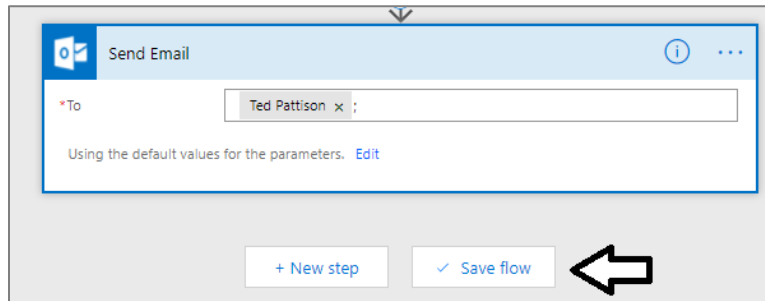 Send Email
*To
Ted Pattison × ;
Using the default values for the parameters. Edit
+ New step
Save flow